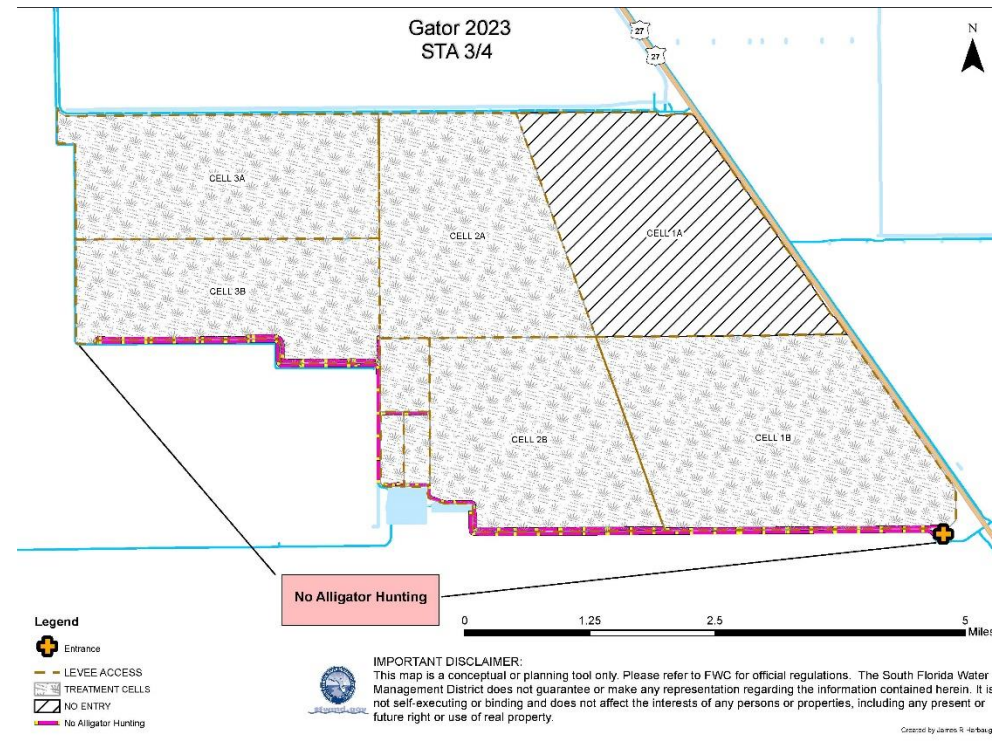 Gator 2023
STA 3/4
27
27
N
CELL 3A
CELL 2A
CELL 1A
CELL 3B
CELL 2B
CELL 1B
No Alligator Hunting
0 1.25 2.5 5
Miles
Legend
Entrance
LEVEE ACCESS
TREATMENT CELLS
NO ENTRY
No Alligator Hunting
IMPORTANT DISCLAIMER:
This map is a conceptual or planning tool only. Please refer to FWC for official regulations. The South Florida Water
Management District does not guarantee or make any representation regarding the information contained herein. It is
not self-executing or binding and does not affect the interests of any persons or properties, including any present or
future right or use of real property.
Created by James R Harbaug